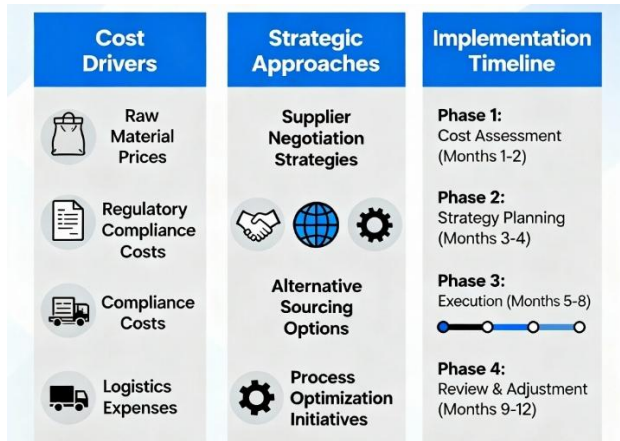 Cost
Drivers
Raw
Material
Prices
Regulatory
Compliance
Costs
Compliance
Costs
Logistics
Expenses
Strategic
Approaches
Supplier
Negotiation
Strategies
Alternative
Sourcing
Options
Process
Optimization
Initiatives
Implementation
Timeline
Phase 1:
Cost Assessment
(Months 1-2)
Phase 2:
Strategy Planning
(Months 3-4)
Phase 3:
Execution (Months 5-8)
Phase 4:
Review & Adjustment
(Months 9-12)